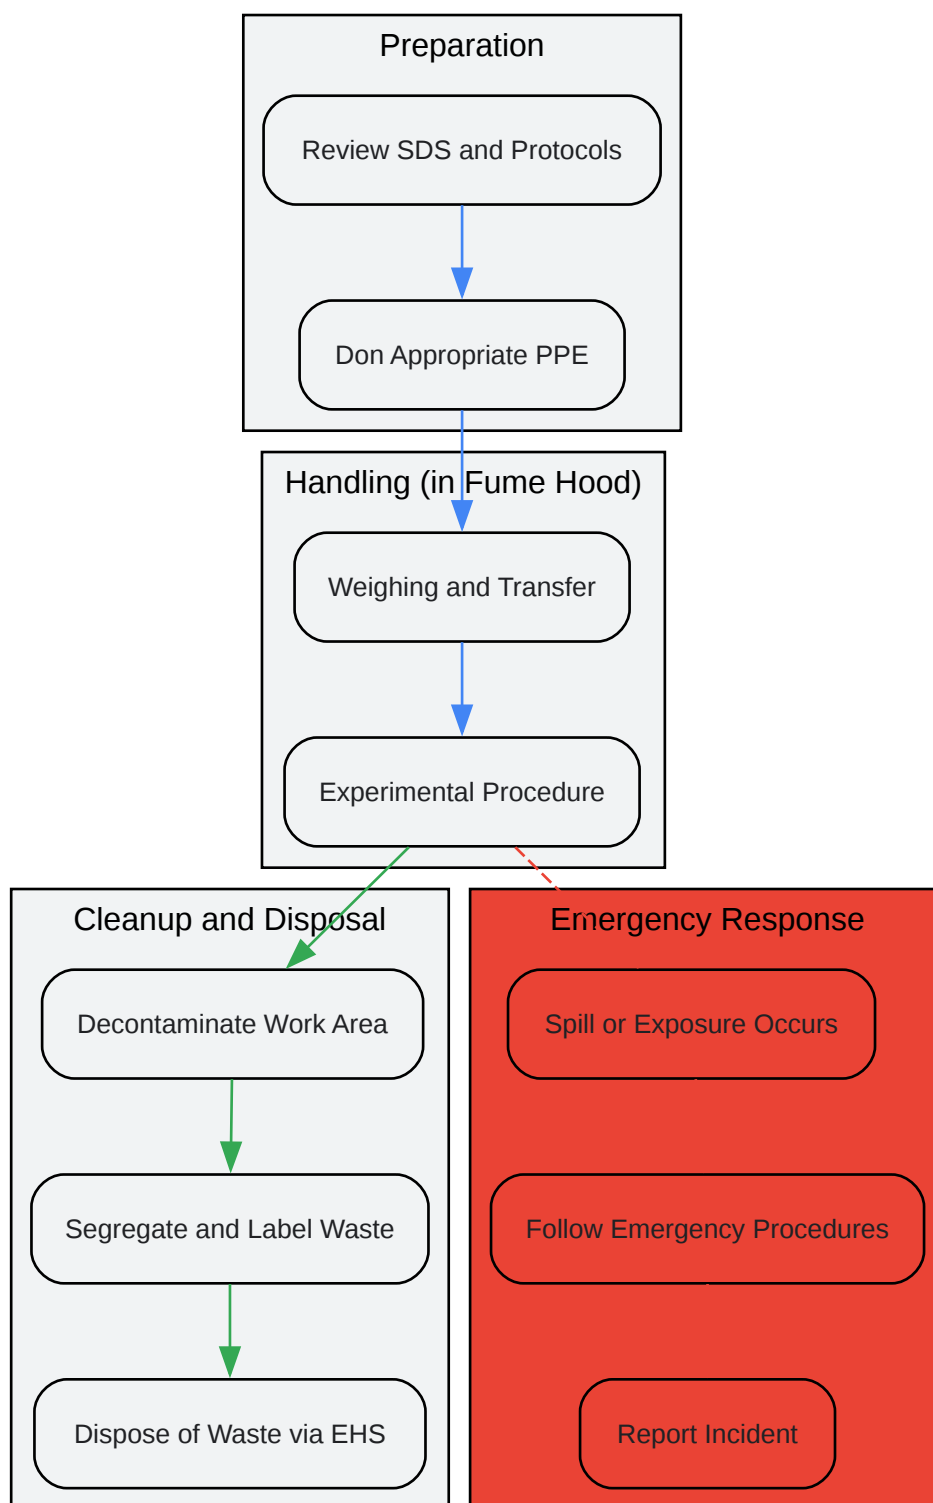 Preparation
Review SDS and Protocols
Don Appropriate PPE
Handling (in Fume Hood)
Weighing and Transfer
Experimental Procedure
Cleanup and Disposal
Decontaminate Work Area
Segregate and Label Waste
Dispose of Waste via EHS
Emergency Response
Spill or Exposure Occurs
Follow Emergency Procedures
Report Incident